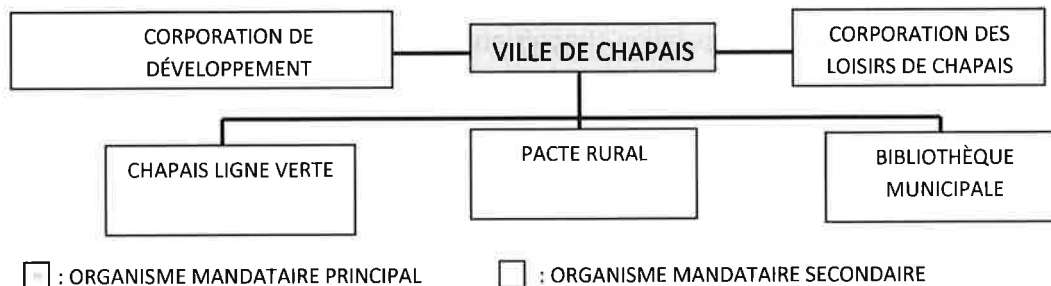 CORPORATION DE
DÉVELOPPEMENT
VILLE DE CHAPAIS
CORPORATION DES
LOISIRS DE CHAPAIS
CHAPAIS LIGNE VERTE
PACTE RURAL
BIBLIOTHÈQUE
MUNICIPALE
: ORGANISME MANDATAIRE PRINCIPAL
: ORGANISME MANDATAIRE SECONDAIRE